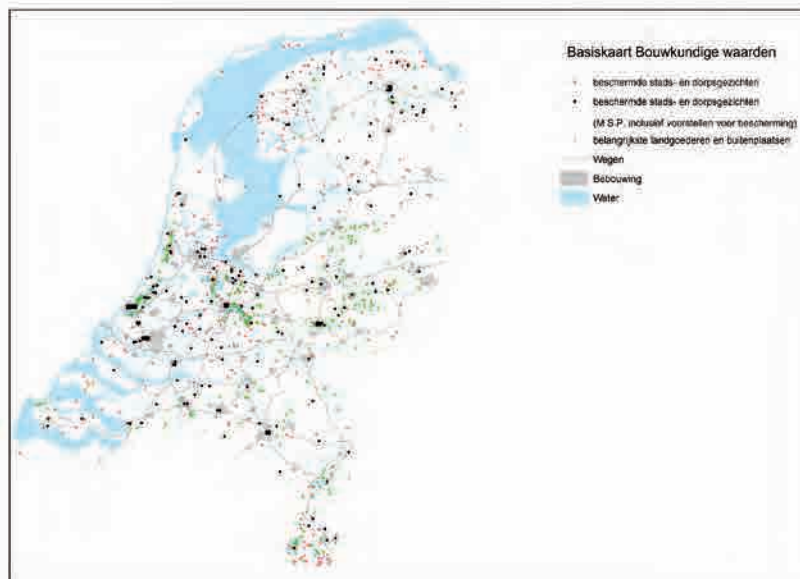 Basiskaart Bouwkundige waarden
beschermde stads- en dorpsgezichten
beschermde stads- en dorpsgezichten
(M.S.P. inclusief voorstellen voor bescherming)
belangrijkste landgoederen en buitenplaatsen
Wegen
Bebouwing
Water